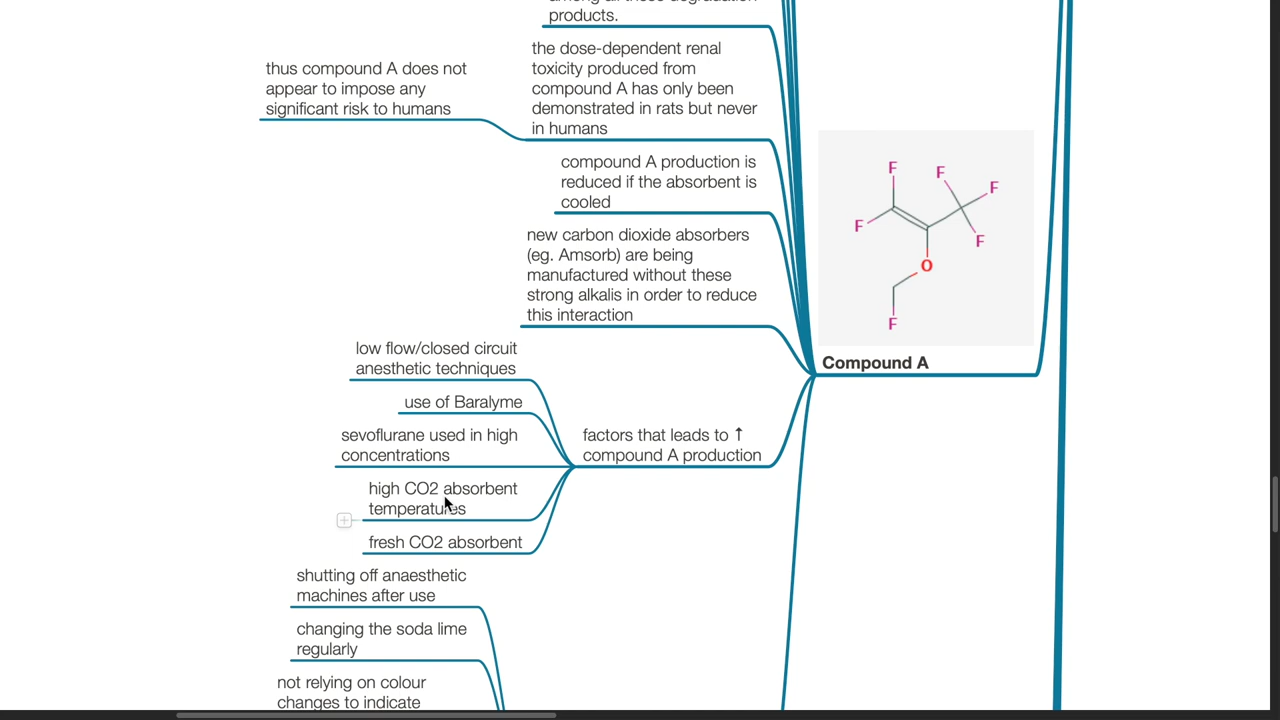 among all these degradation
products.
the dose-dependent renal
toxicity produced from
compound A has only been
demonstrated in rats but never
in humans
thus compound A does not
appear to impose any
significant risk to humans
compound A production is
reduced if the absorbent is
cooled
new carbon dioxide absorbers
(eg. Amsorb) are being
manufactured without these
strong alkalis in order to reduce
this interaction
F
F
F
F
F
O
F
Compound A
factors that leads to ↑
compound A production
low flow/closed circuit
anesthetic techniques
use of Baralyme
sevoflurane used in high
concentrations
high CO2 absorbent
temperatures
fresh CO2 absorbent
shutting off anaesthetic
machines after use
changing the soda lime
regularly
not relying on colour
changes to indicate